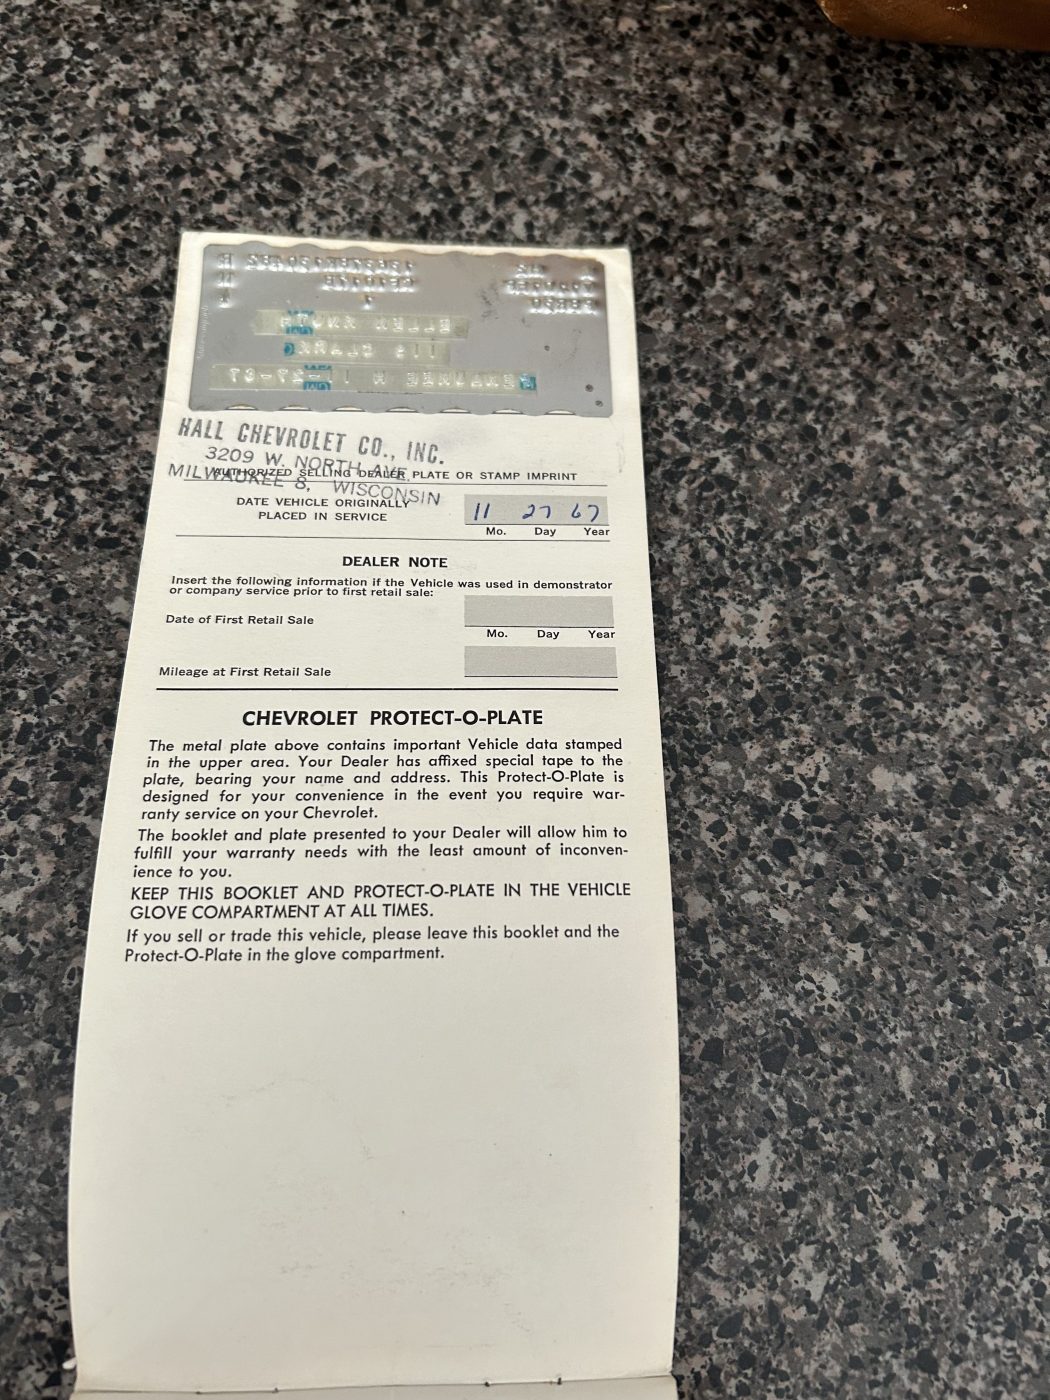 HALL CHEVROLET CO., INC.
3209 W. NORTH AVE.
MILWAUKEE 8, WISCONSIN
AUTHORIZED SELLING DEALER PLATE OR STAMP IMPRINT
DATE VEHICLE ORIGINALLY
PLACED IN SERVICE
11 27 67
Mo. Day Year
DEALER NOTE
Insert the following information if the Vehicle was used in demonstrator
or company service prior to first retail sale:
Date of First Retail Sale
Mo. Day Year
Mileage at First Retail Sale
CHEVROLET PROTECT-O-PLATE
The metal plate above contains important Vehicle data stamped
in the upper area. Your Dealer has affixed special tape to the
plate, bearing your name and address. This Protect-O-Plate is
designed for your convenience in the event you require war-
ranty service on your Chevrolet.
The booklet and plate presented to your Dealer will allow him to
fulfill your warranty needs with the least amount of inconven-
ience to you.
KEEP THIS BOOKLET AND PROTECT-O-PLATE IN THE VEHICLE
GLOVE COMPARTMENT AT ALL TIMES.
If you sell or trade this vehicle, please leave this booklet and the
Protect-O-Plate in the glove compartment.